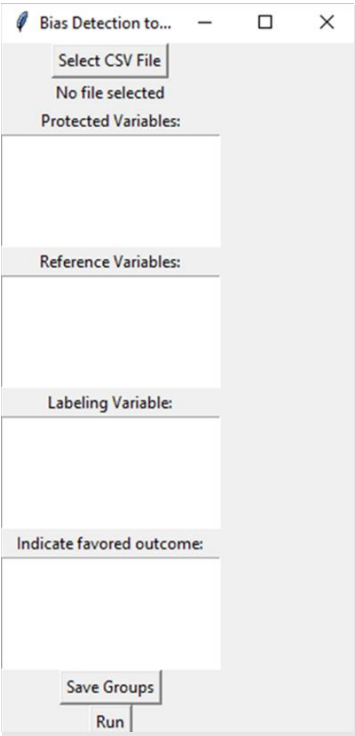 Bias Detection to...
Select CSV File
No file selected
Protected Variables:
Reference Variables:
Labeling Variable:
Indicate favored outcome:
Save Groups
Run